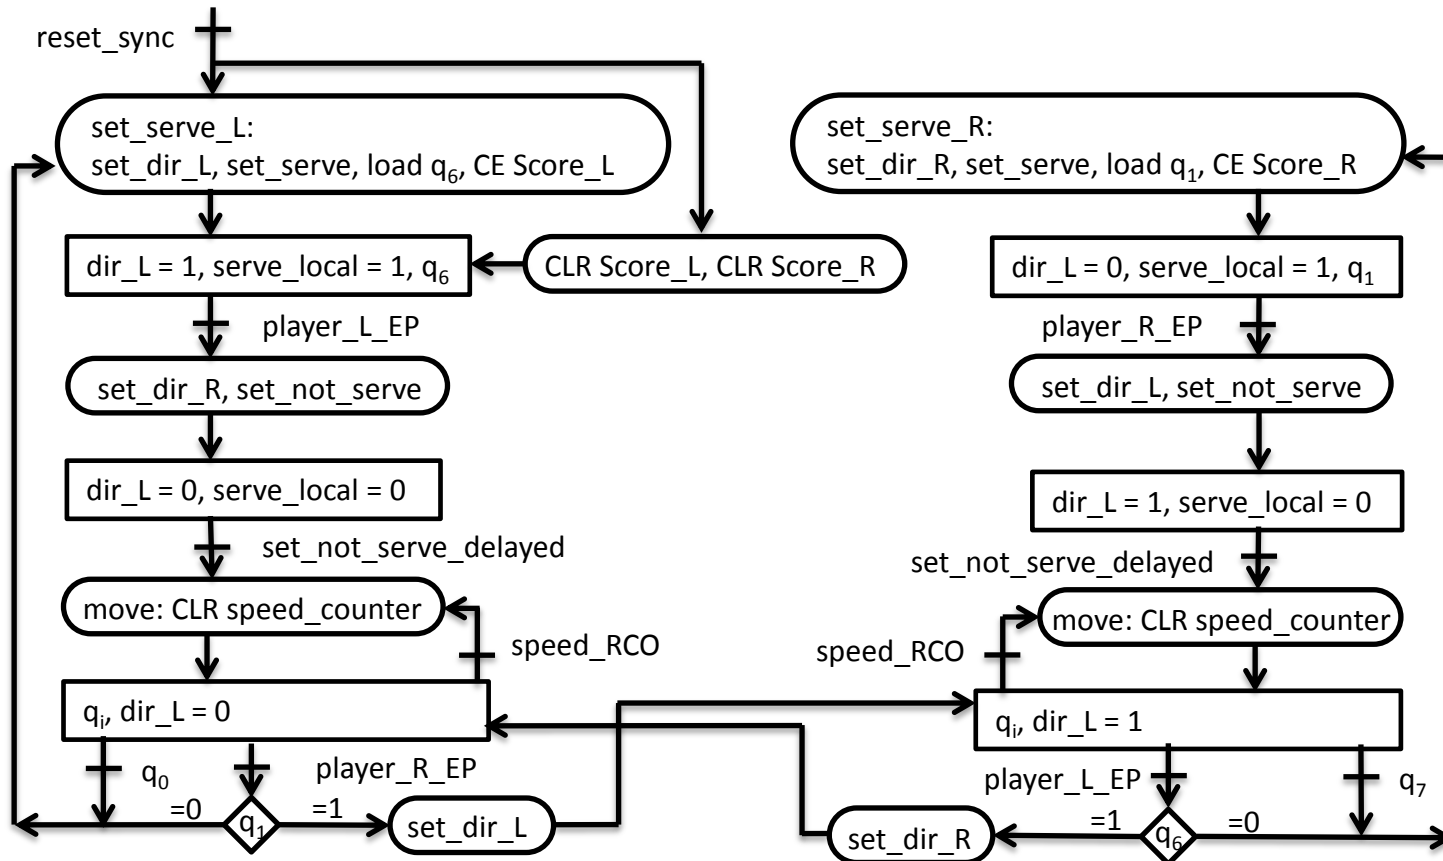 reset_sync
set_serve_L:
set_dir_L, set_serve, load q6, CE Score_L
set_serve_R:
set_dir_R, set_serve, load q1, CE Score_R
dir_L = 1, serve_local = 1, q6
CLR Score_L, CLR Score_R
dir_L = 0, serve_local = 1, q1
player_L_EP
player_R_EP
set_dir_R, set_not_serve
set_dir_L, set_not_serve
dir_L = 0, serve_local = 0
dir_L = 1, serve_local = 0
set_not_serve_delayed
set_not_serve_delayed
move: CLR speed_counter
move: CLR speed_counter
speed_RCO
speed_RCO
qi, dir_L = 0
qi, dir_L = 1
q0
player_R_EP
player_L_EP
q7
=0
q1
=1
set_dir_L
set_dir_R
=1
q6
=0